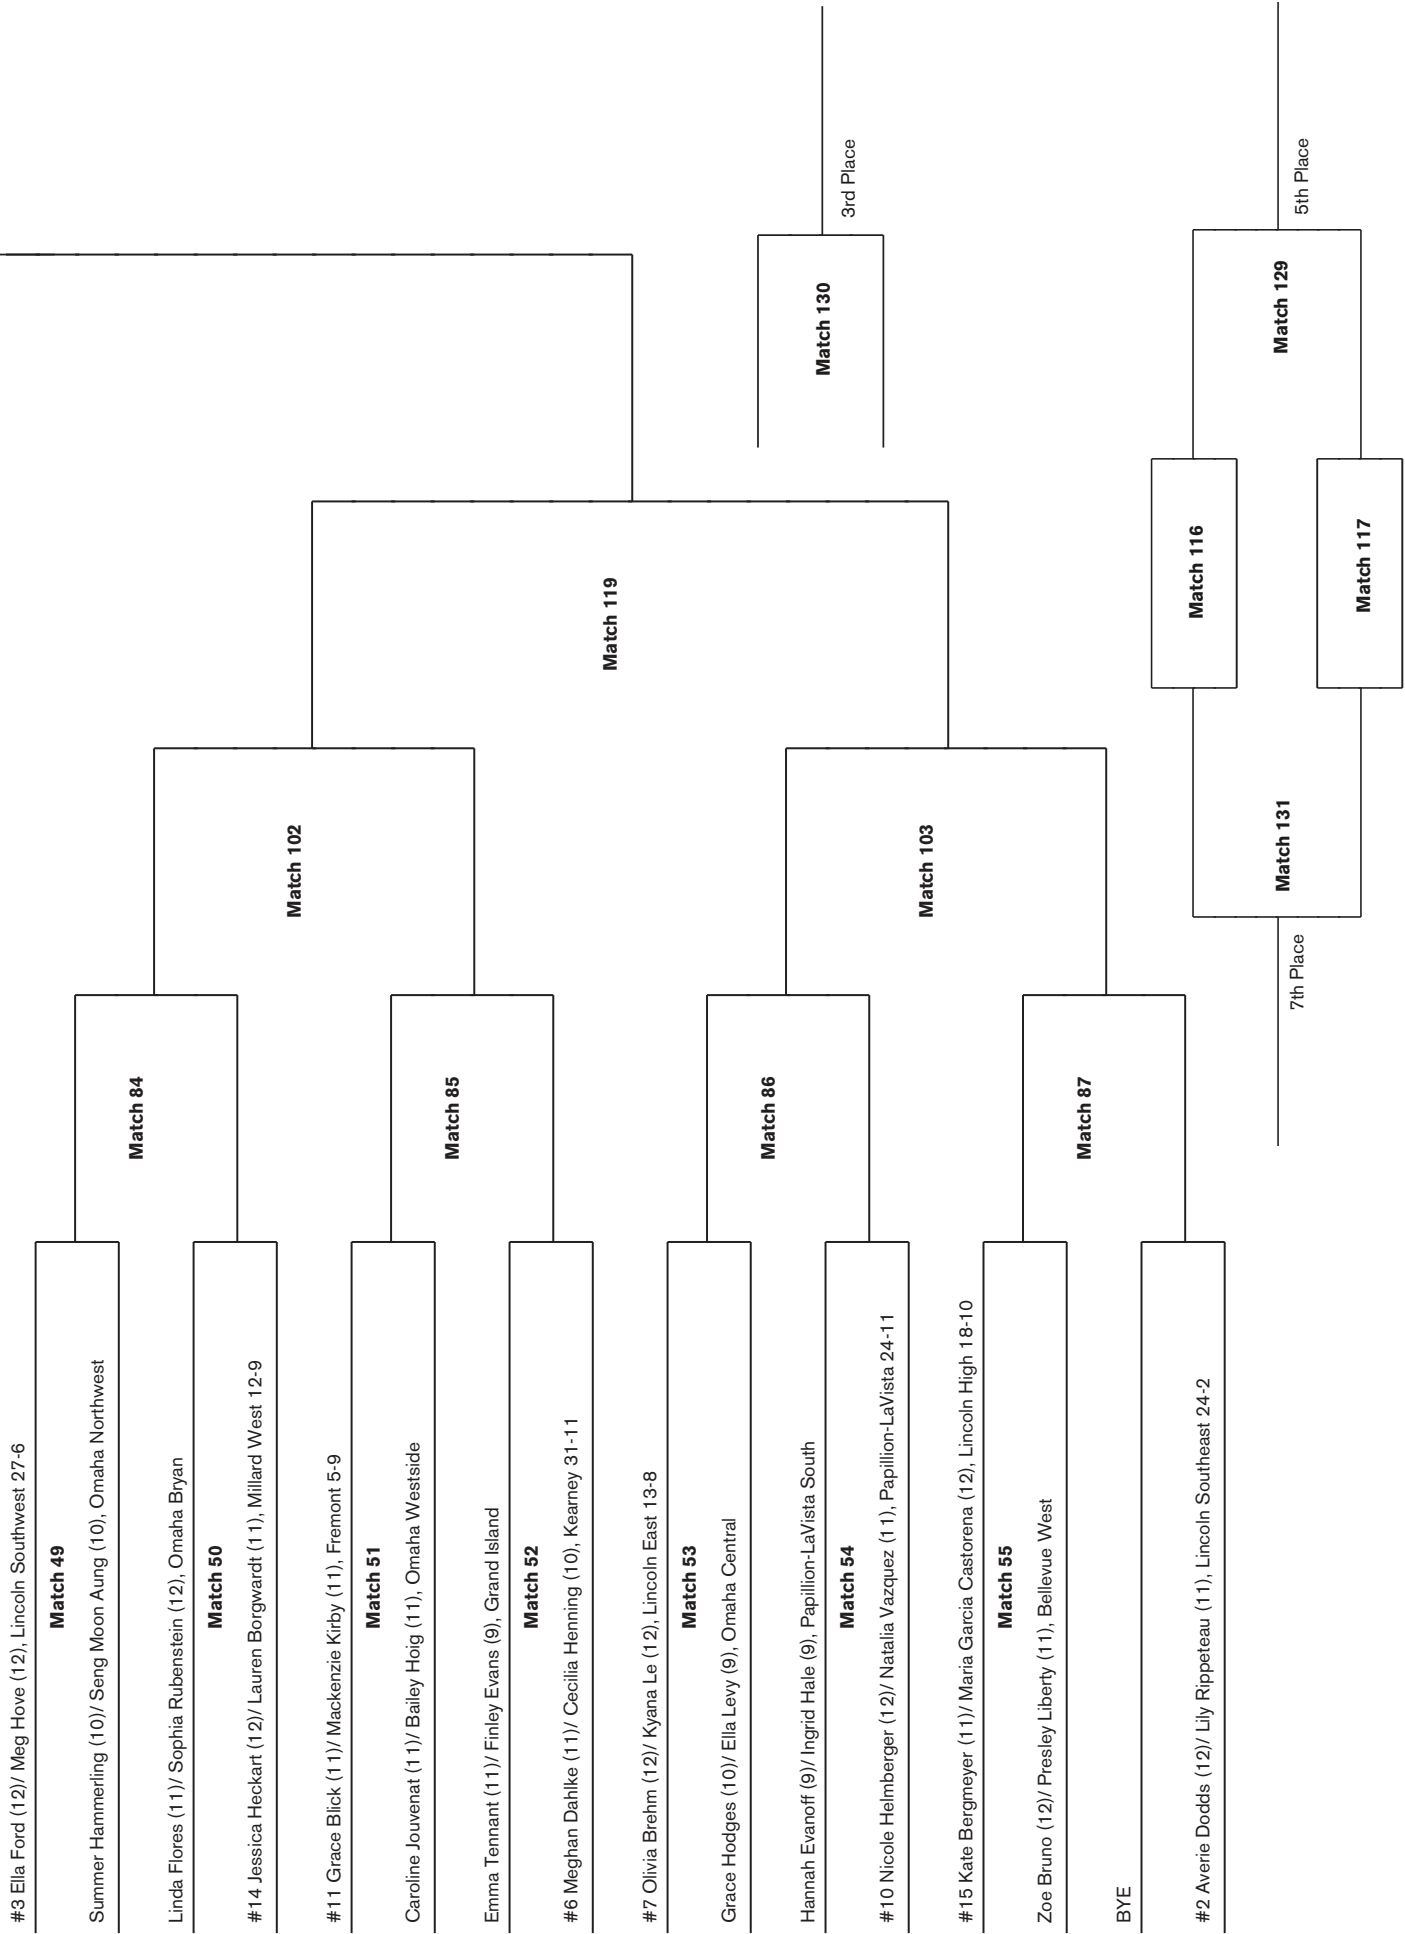 #3 Ella Ford (12)/ Meg Hove (12), Lincoln Southwest 27-6
Match 49
Summer Hammerling (10)/ Seng Moon Aung (10), Omaha Northwest
Match 84
Linda Flores (11)/ Sophia Rubenstein (12), Omaha Bryan
Match 50
#14 Jessica Heckart (12)/ Lauren Borgwardt (11), Millard West 12-9
Match 102
#11 Grace Blick (11)/ Mackenzie Kirby (11), Fremont 5-9
Match 51
Caroline Jouvenat (11)/ Bailey Hoig (11), Omaha Westside
Match 85
Emma Tennant (11)/ Finley Evans (9), Grand Island
Match 52
#6 Meghan Dahlke (11)/ Cecilia Henning (10), Kearney 31-11
Match 119
#7 Olivia Brehm (12)/ Kyana Le (12), Lincoln East 13-8
Match 53
Grace Hodges (10)/ Ella Levy (9), Omaha Central
Match 86
Hannah Evanoff (9)/ Ingrid Hale (9), Papillion-LaVista South
Match 54
#10 Nicole Helmberger (12)/ Natalia Vazquez (11), Papillion-LaVista 24-11
Match 103
#15 Kate Bergmeyer (11)/ Maria Garcia Castorena (12), Lincoln High 18-10
Match 55
Zoe Bruno (12)/ Presley Liberty (11), Bellevue West
Match 87
BYE
#2 Averie Dodds (12)/ Lily Rippeteau (11), Lincoln Southeast 24-2
Match 130
3rd Place
Match 116
Match 131
Match 129
7th Place
5th Place
Match 117